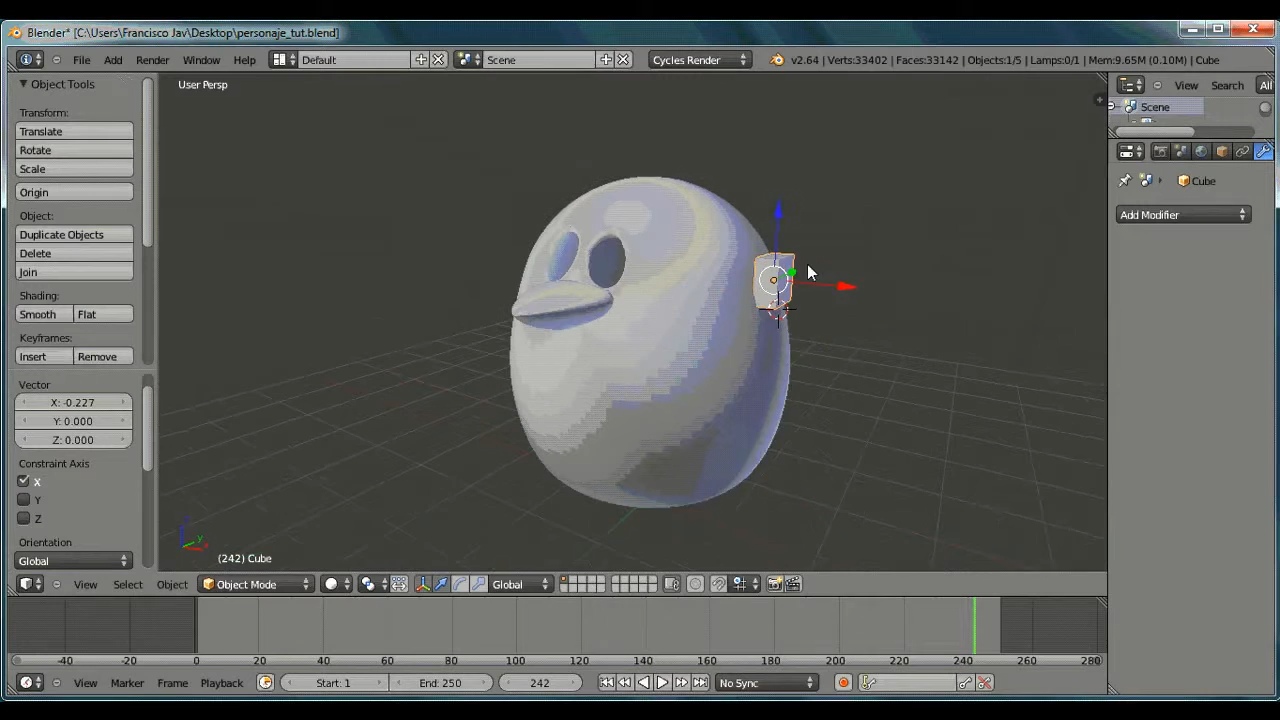 Blender* [C:\Users\Francisco Jav\Desktop\personaje_tut.blend]
File Add Render Window Help Default Scene Cycles Render v2.64 | Verts:33402 | Faces:33142 | Objects:1/5 | Lamps:0/1 | Mem:9.65M (0.10M) | Cube
Object Tools
User Persp
View Search All
Scene
Transform:
Translate
Rotate
Scale
Origin
Cube
Add Modifier
Object:
Duplicate Objects
Delete
Join
Shading:
Smooth Flat
Keyframes:
Insert Remove
Vector
X: -0.227
Y: 0.000
Z: 0.000
Constraint Axis
X
Y
Z
Orientation
Global
(242) Cube
View Select Object Object Mode Global
-40 -20 0 20 40 60 80 100 120 140 160 180 200 220 240 260 280
View Marker Frame Playback Start: 1 End: 250 242 No Sync